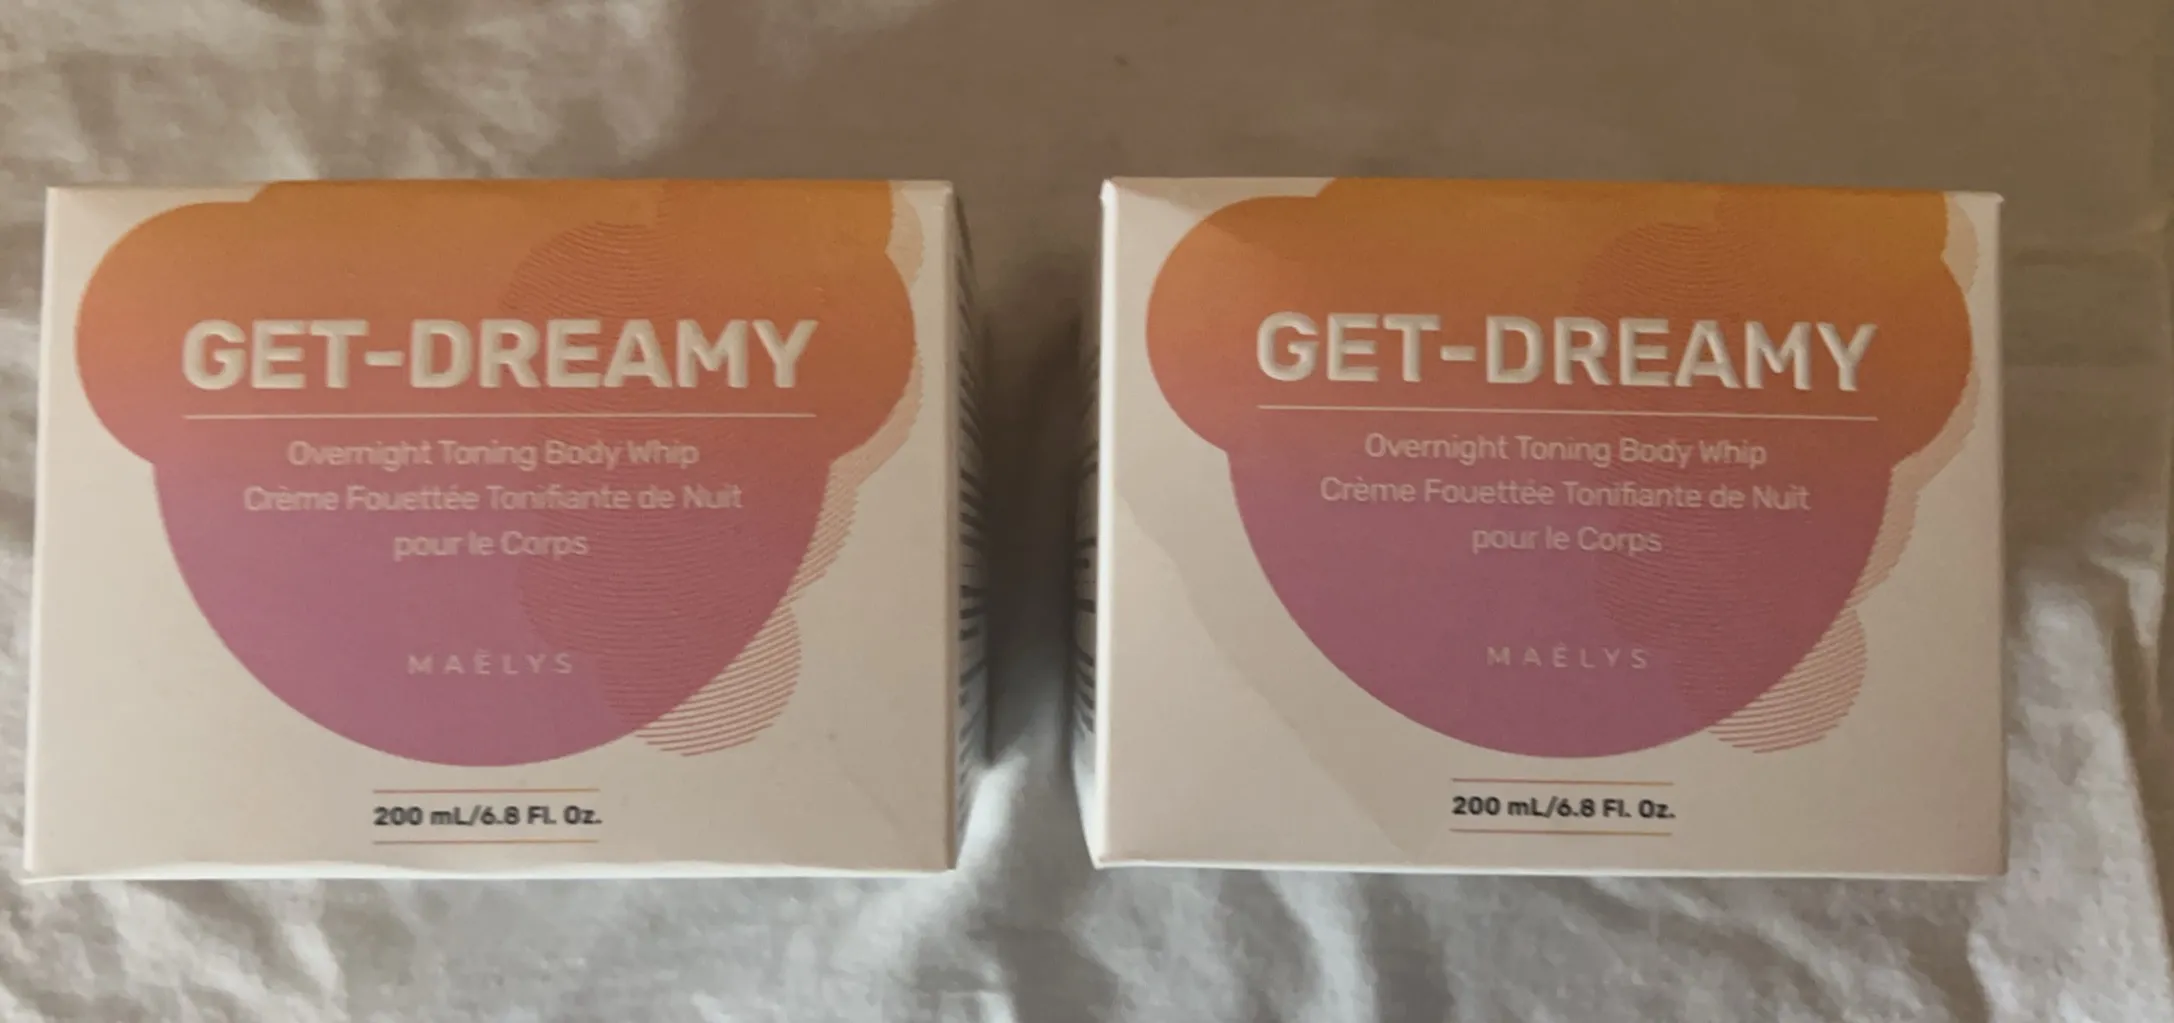 GET-DREAMY
Overnight Toning Body Whip
Crème Fouettée Tonifiante de Nuit
pour le Corps
MAËLYS
200 mL/6.8 Fl. Oz.
GET-DREAMY
Overnight Toning Body Whip
Crème Fouettée Tonifiante de Nuit
pour le Corps
MAËLYS
200 mL/6.8 Fl. Oz.